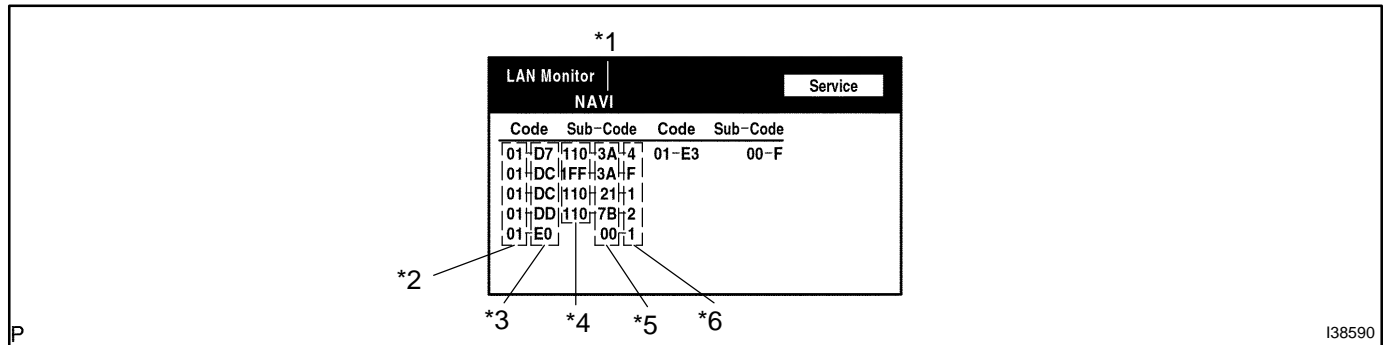 *1
LAN Monitor
Service
NAVI
Code Sub-Code Code Sub-Code
01-D7 110-3A-4 01-E3 00-F
01-DC 1FF-3A-F
01-DC 110-21-1
01-DD 110-7B-2
01-E0 00-1
*2
*3 *4 *5 *6
P
I38590